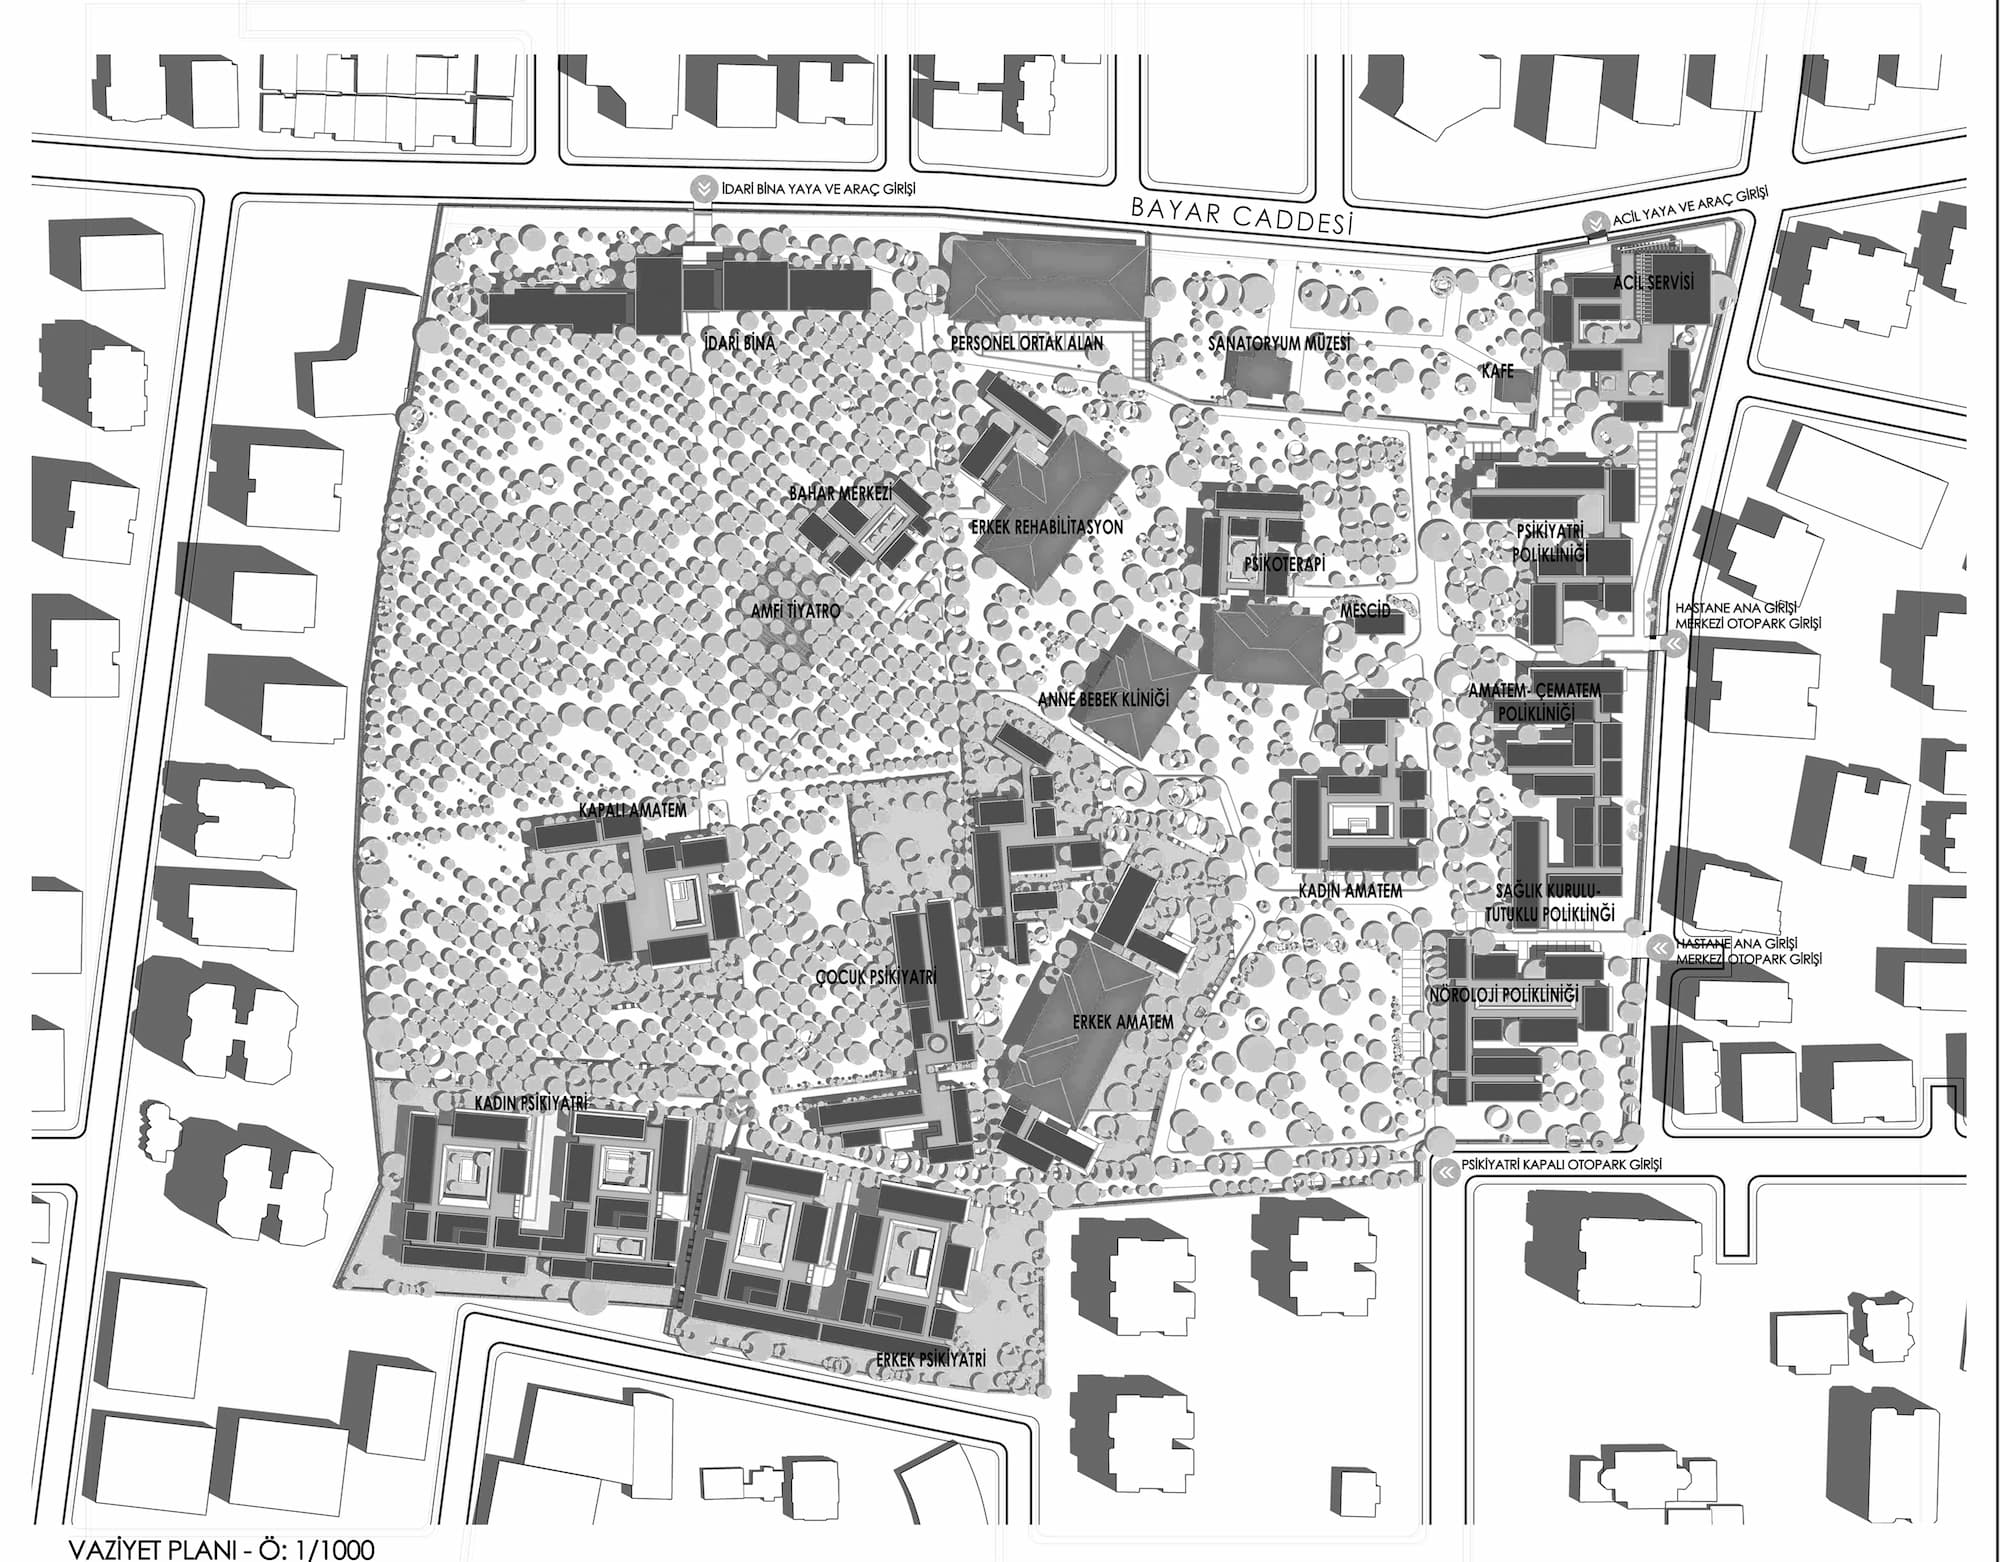 İDARİ BİNA YAYA VE ARAÇ GİRİŞİ
BAYAR CADDESİ
ACİL YAYA VE ARAÇ GİRİŞİ
ACİL SERVİSİ
İDARİ BİNA
PERSONEL ORTAK ALAN
SANATORYUM MÜZESİ
KAFE
BAHAR MERKEZİ
ERKEK REHABİLİTASYON
PSİKİYATRİ
POLİKLİNİĞİ
PSİKOTERAPİ
AMFİ TİYATRO
MESCİD
HASTANE ANA GİRİŞİ
MERKEZİ OTOPARK GİRİŞİ
ANNE BEBEK KLİNİĞİ
AMATEM- ÇEMATEM
POLİKLİNİĞİ
KAPALI AMATEM
KADIN AMATEM
SAĞLIK KURULU-
TUTUKLU POLİKLİNĞİ
HASTANE ANA GİRİŞİ
MERKEZİ OTOPARK GİRİŞİ
ÇOCUK PSİKİYATRİ
NÖROLOJİ POLİKLİNİĞİ
ERKEK AMATEM
KADIN PSİKİYATRİ
PSİKİYATRİ KAPALI OTOPARK GİRİŞİ
ERKEK PSİKİYATRİ
VAZİYET PLANI - Ö: 1/1000